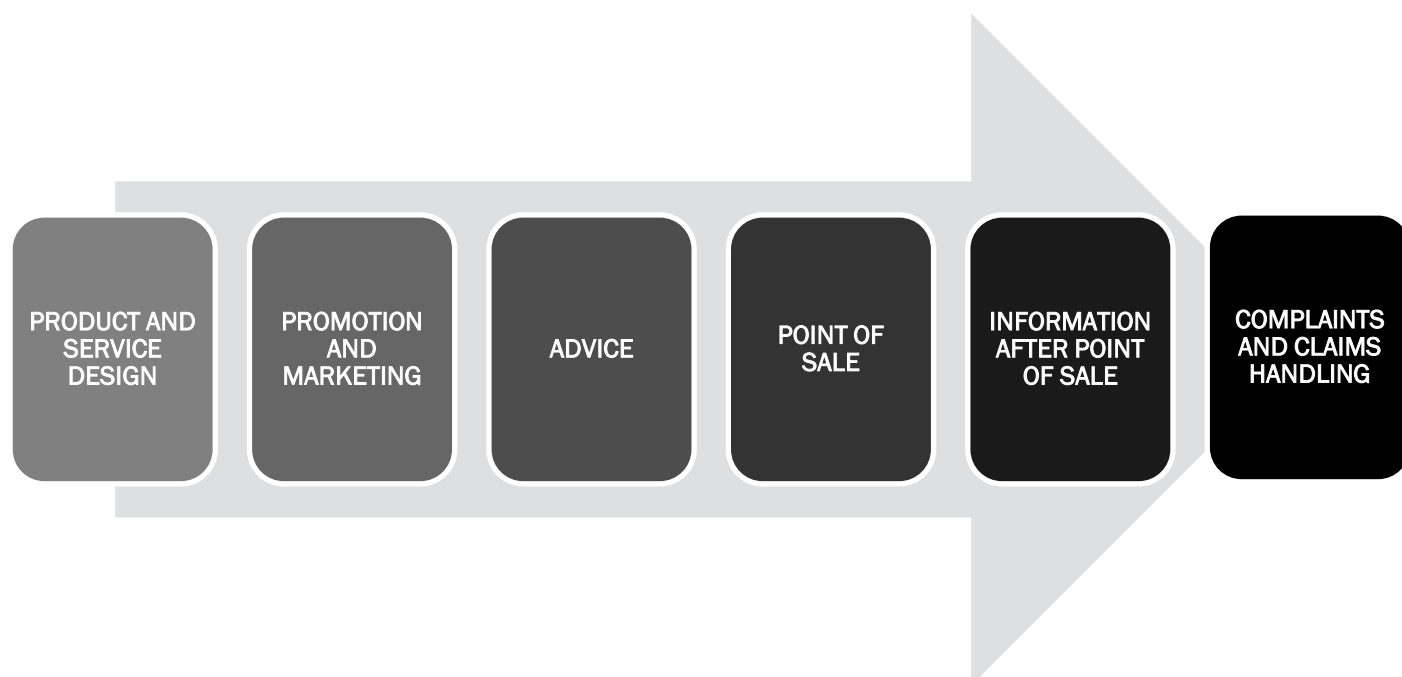 PRODUCT AND
SERVICE
DESIGN
PROMOTION
AND
MARKETING
ADVICE
POINT OF
SALE
INFORMATION
AFTER POINT
OF SALE
COMPLAINTS
AND CLAIMS
HANDLING